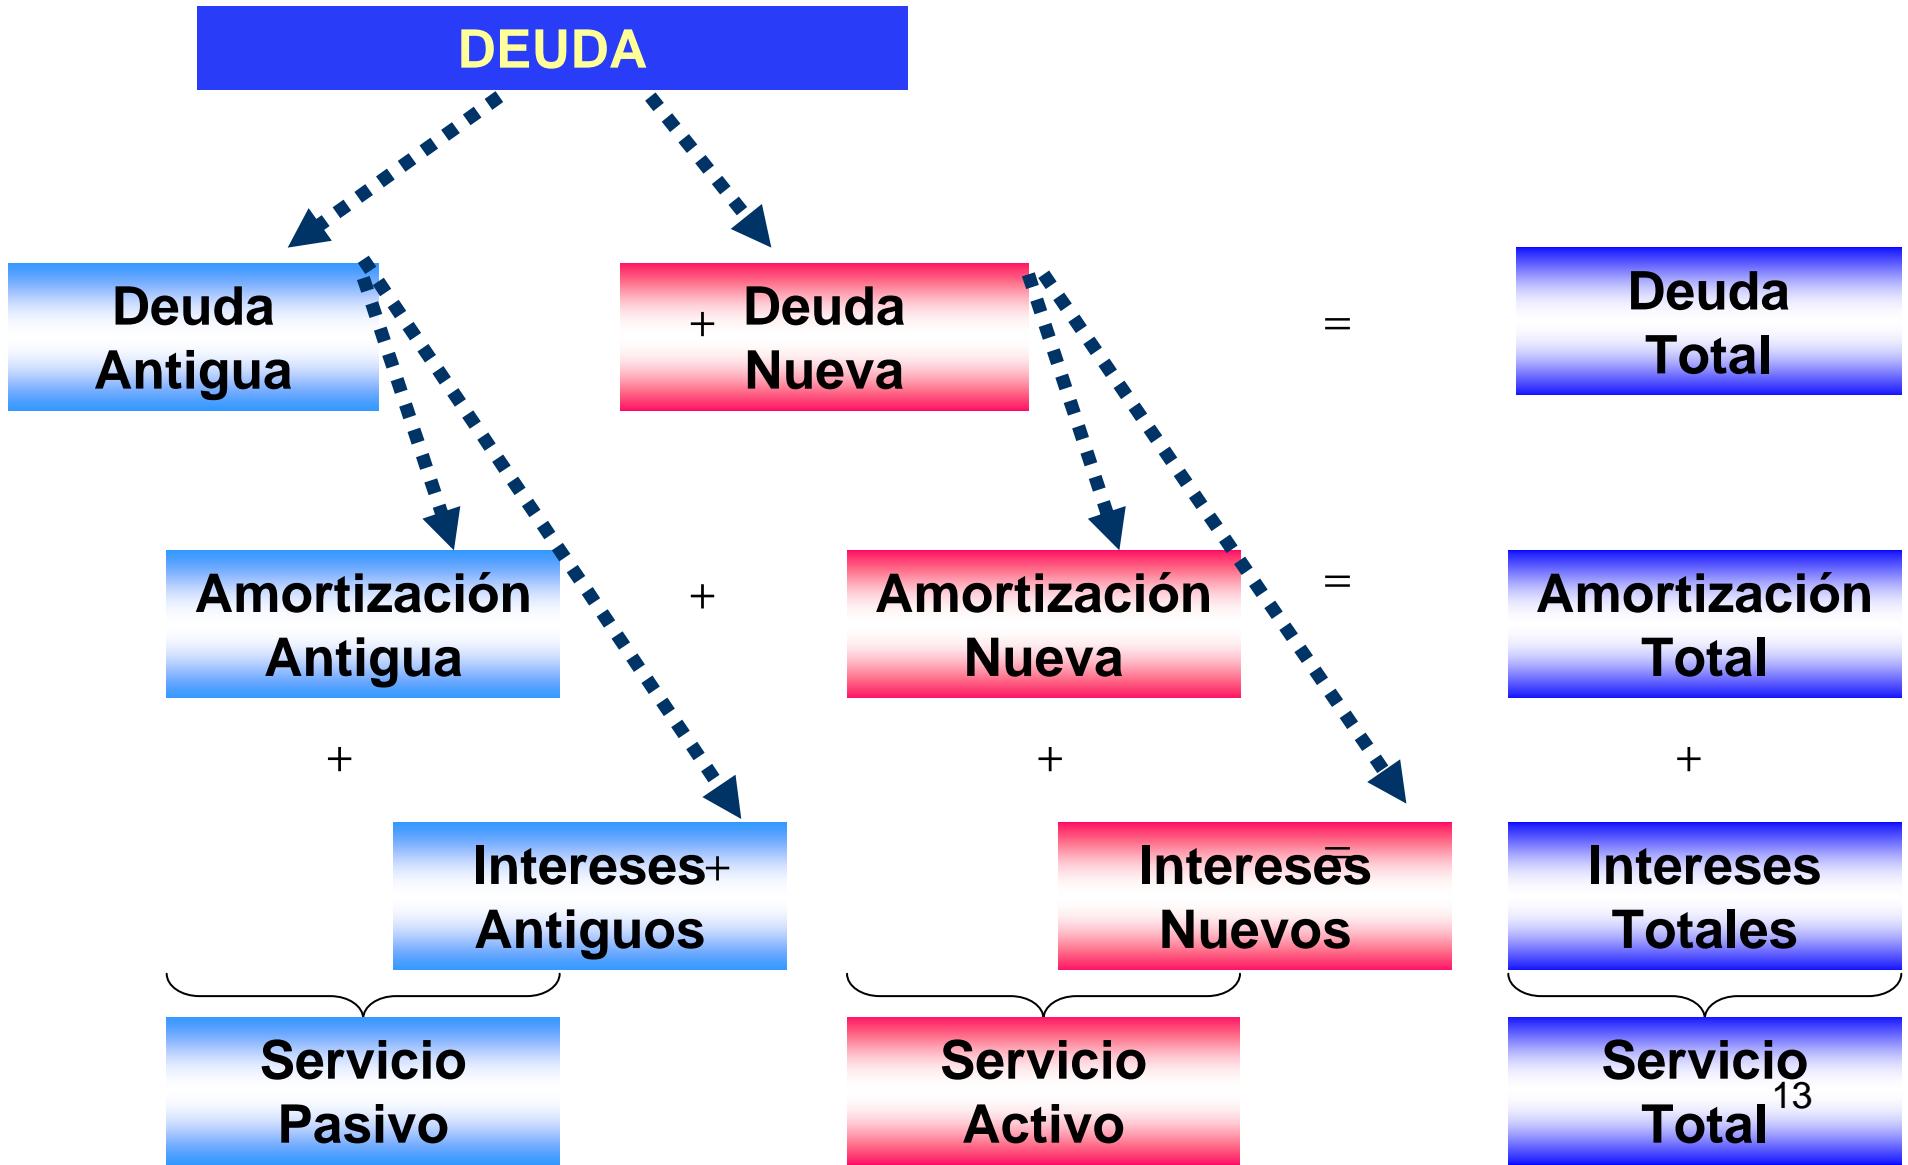 DEUDA
Deuda
Antigua
+
Deuda
Nueva
=
Deuda
Total
Amortización
Antigua
+
Amortización
Nueva
=
Amortización
Total
+
+
+
Intereses
Antiguos
+
Intereses
Nuevos
=
Intereses
Totales
Servicio
Pasivo
Servicio
Activo
Servicio
Total
13